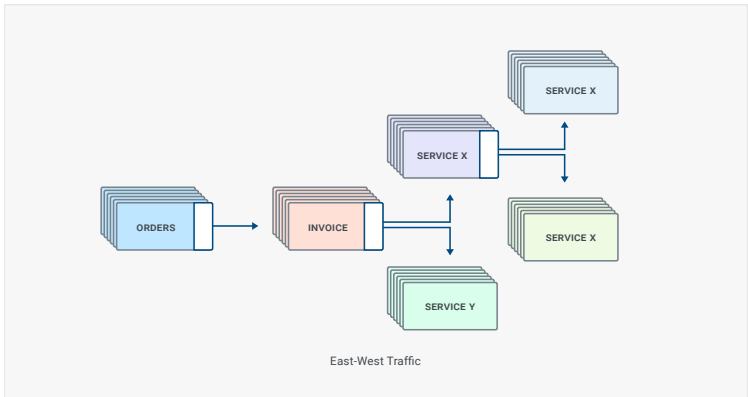 SERVICE X
SERVICE X
ORDERS
INVOICE
SERVICE X
SERVICE Y
East-West Traffic